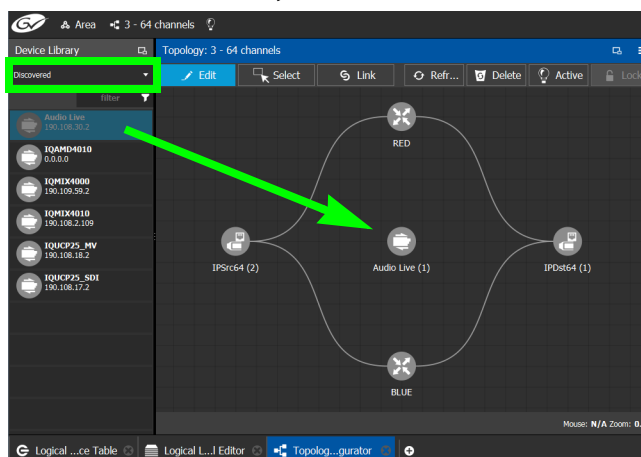 GV Area 3 - 64 channels
Device Library
Topology: 3 - 64 channels
Discovered
Edit Select Link Refr... Delete Active Lock
filter
Audio Live
190.108.30.2
IQAMD4010
0.0.0.0
IQMIX4000
190.109.59.2
IQMIX4010
190.108.2.109
IQUCP25_MV
190.108.18.2
IQUCP25_SDI
190.108.17.2
RED
IPSrc64 (2)
Audio Live (1)
IPDst64 (1)
BLUE
Mouse: N/A Zoom: 0.
Logical ...ce Table
Logical L...l Editor
Topolog...gurator